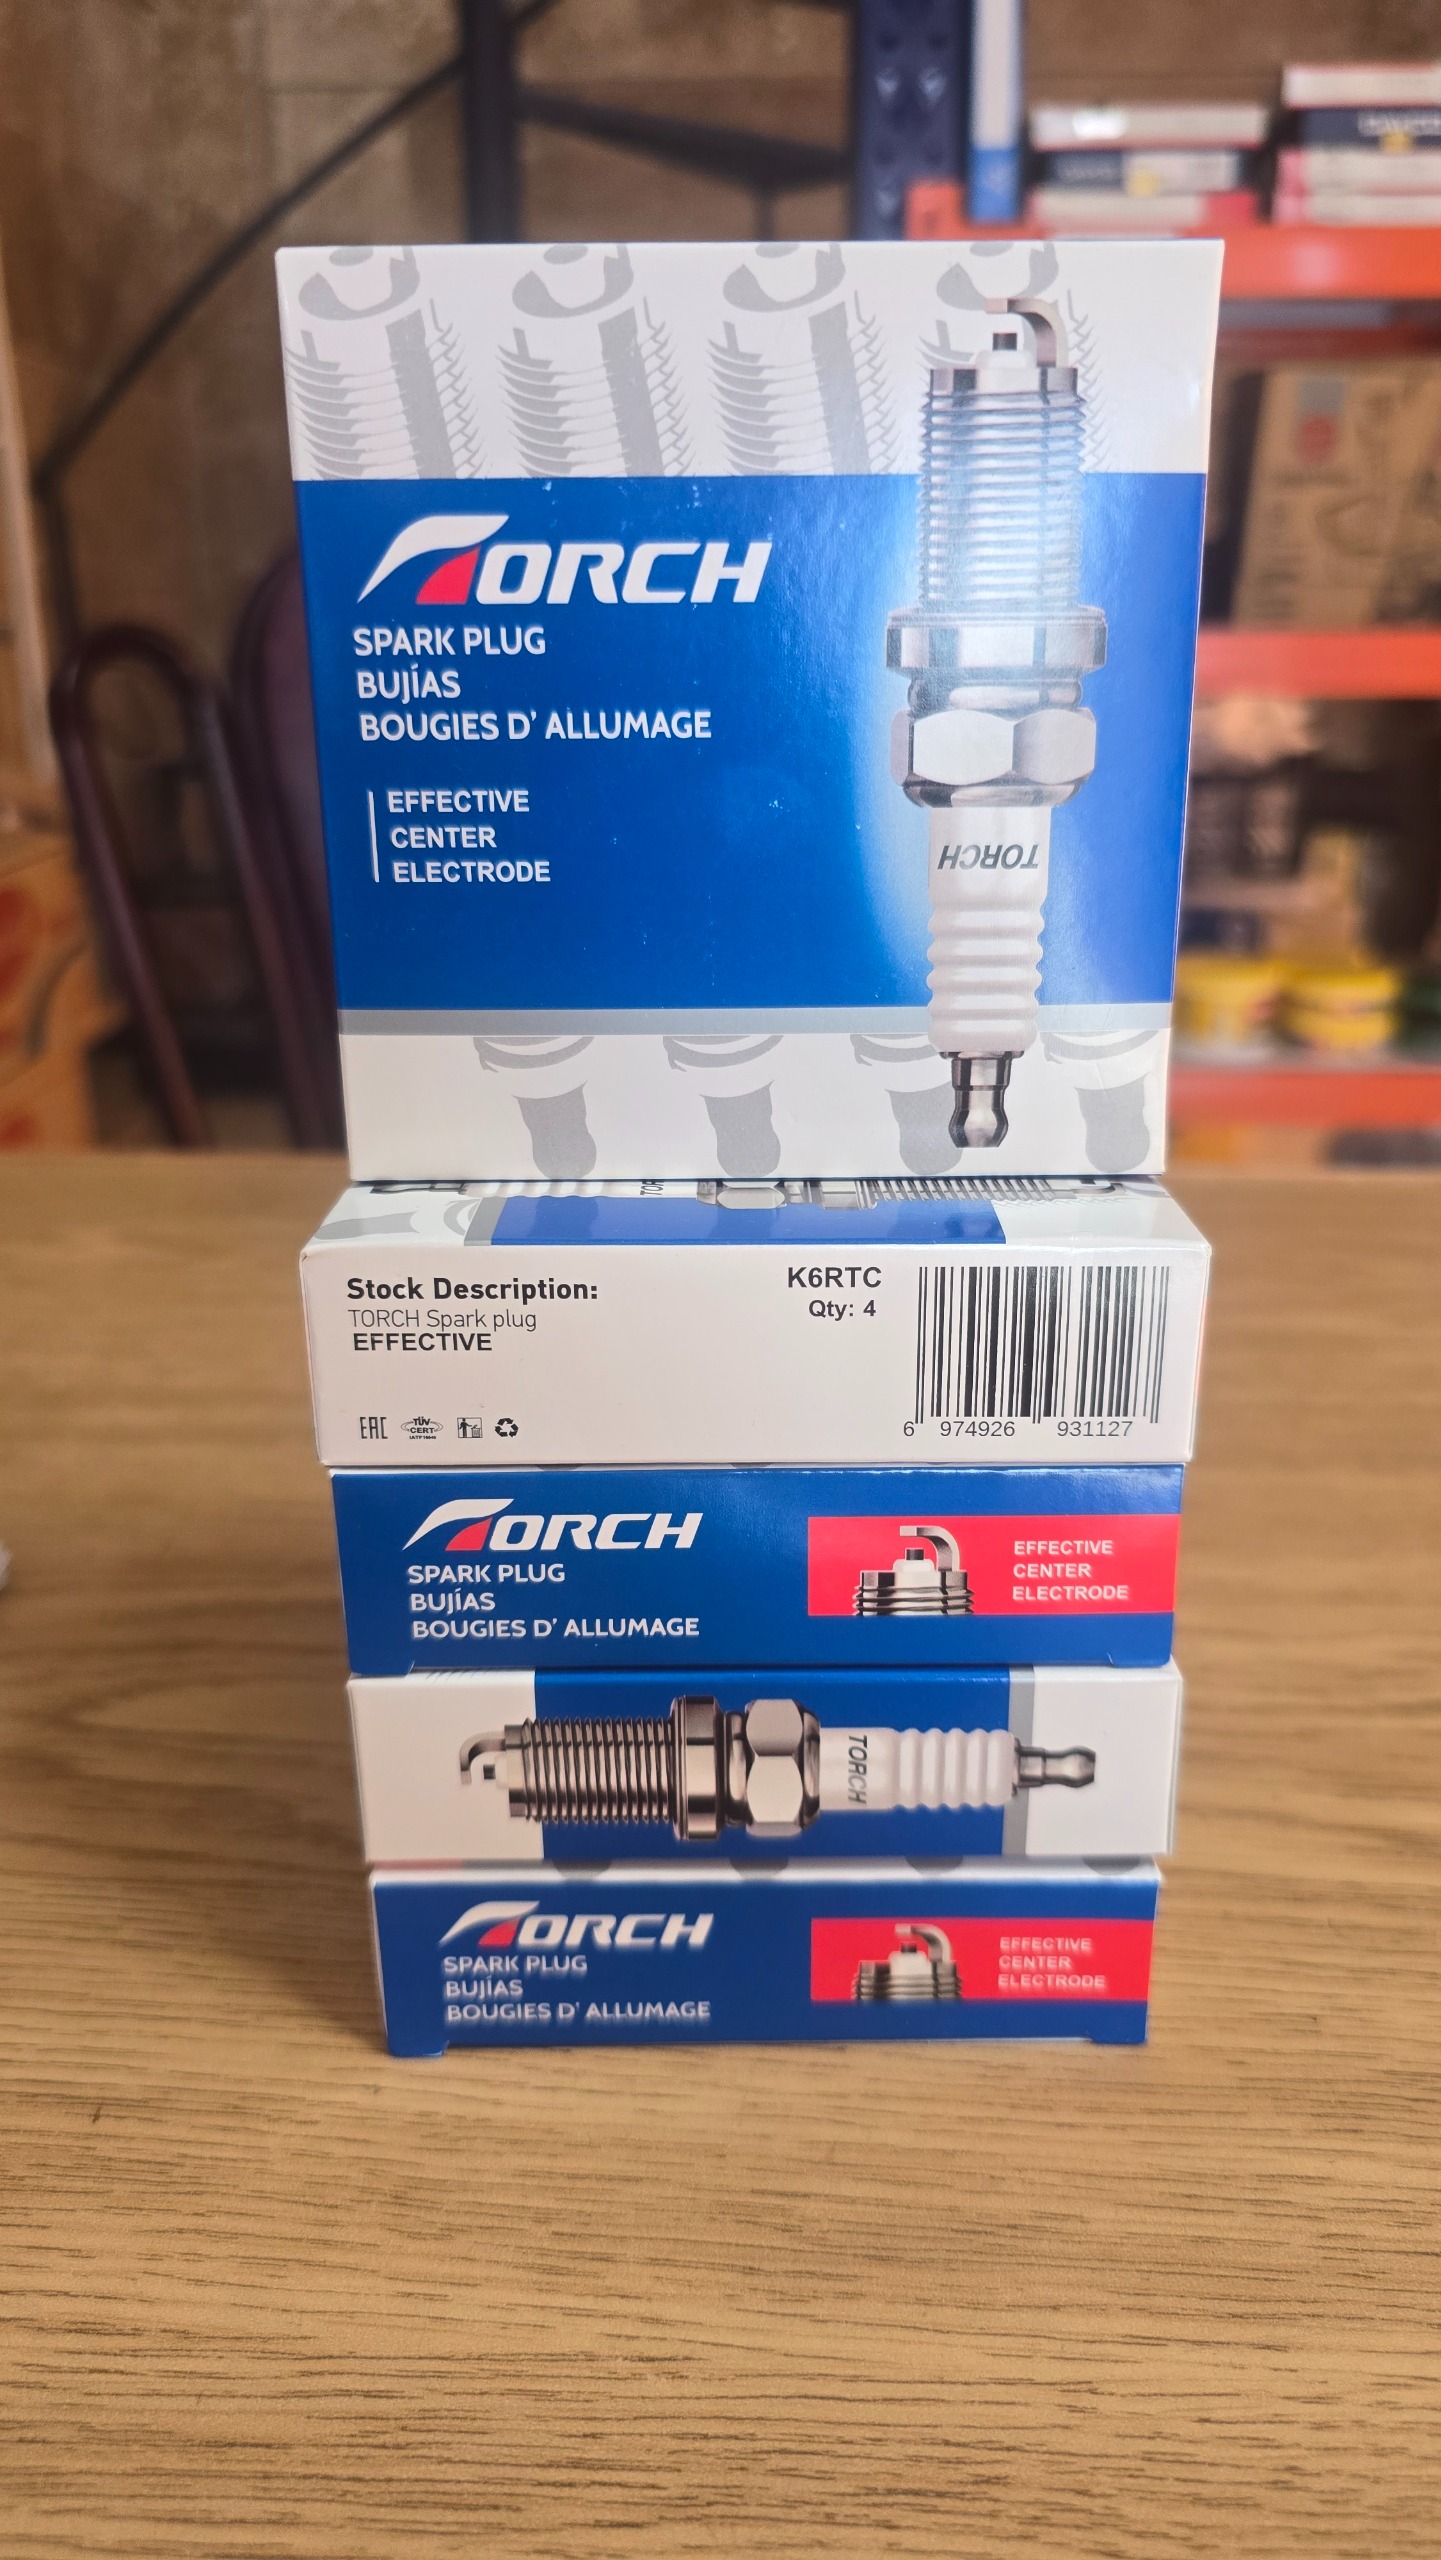 TORCH
SPARK PLUG
BUJÍAS
BOUGIES D' ALLUMAGE
EFFECTIVE
CENTER
ELECTRODE
TORCH
Stock Description:
TORCH Spark plug
EFFECTIVE
K6RTC
Qty: 4
EAC
TÜV
CERT
6 974926 931127
TORCH
SPARK PLUG
BUJÍAS
BOUGIES D' ALLUMAGE
EFFECTIVE
CENTER
ELECTRODE
TORCH
TORCH
SPARK PLUG
BUJÍAS
BOUGIES D' ALLUMAGE
EFFECTIVE
CENTER
ELECTRODE